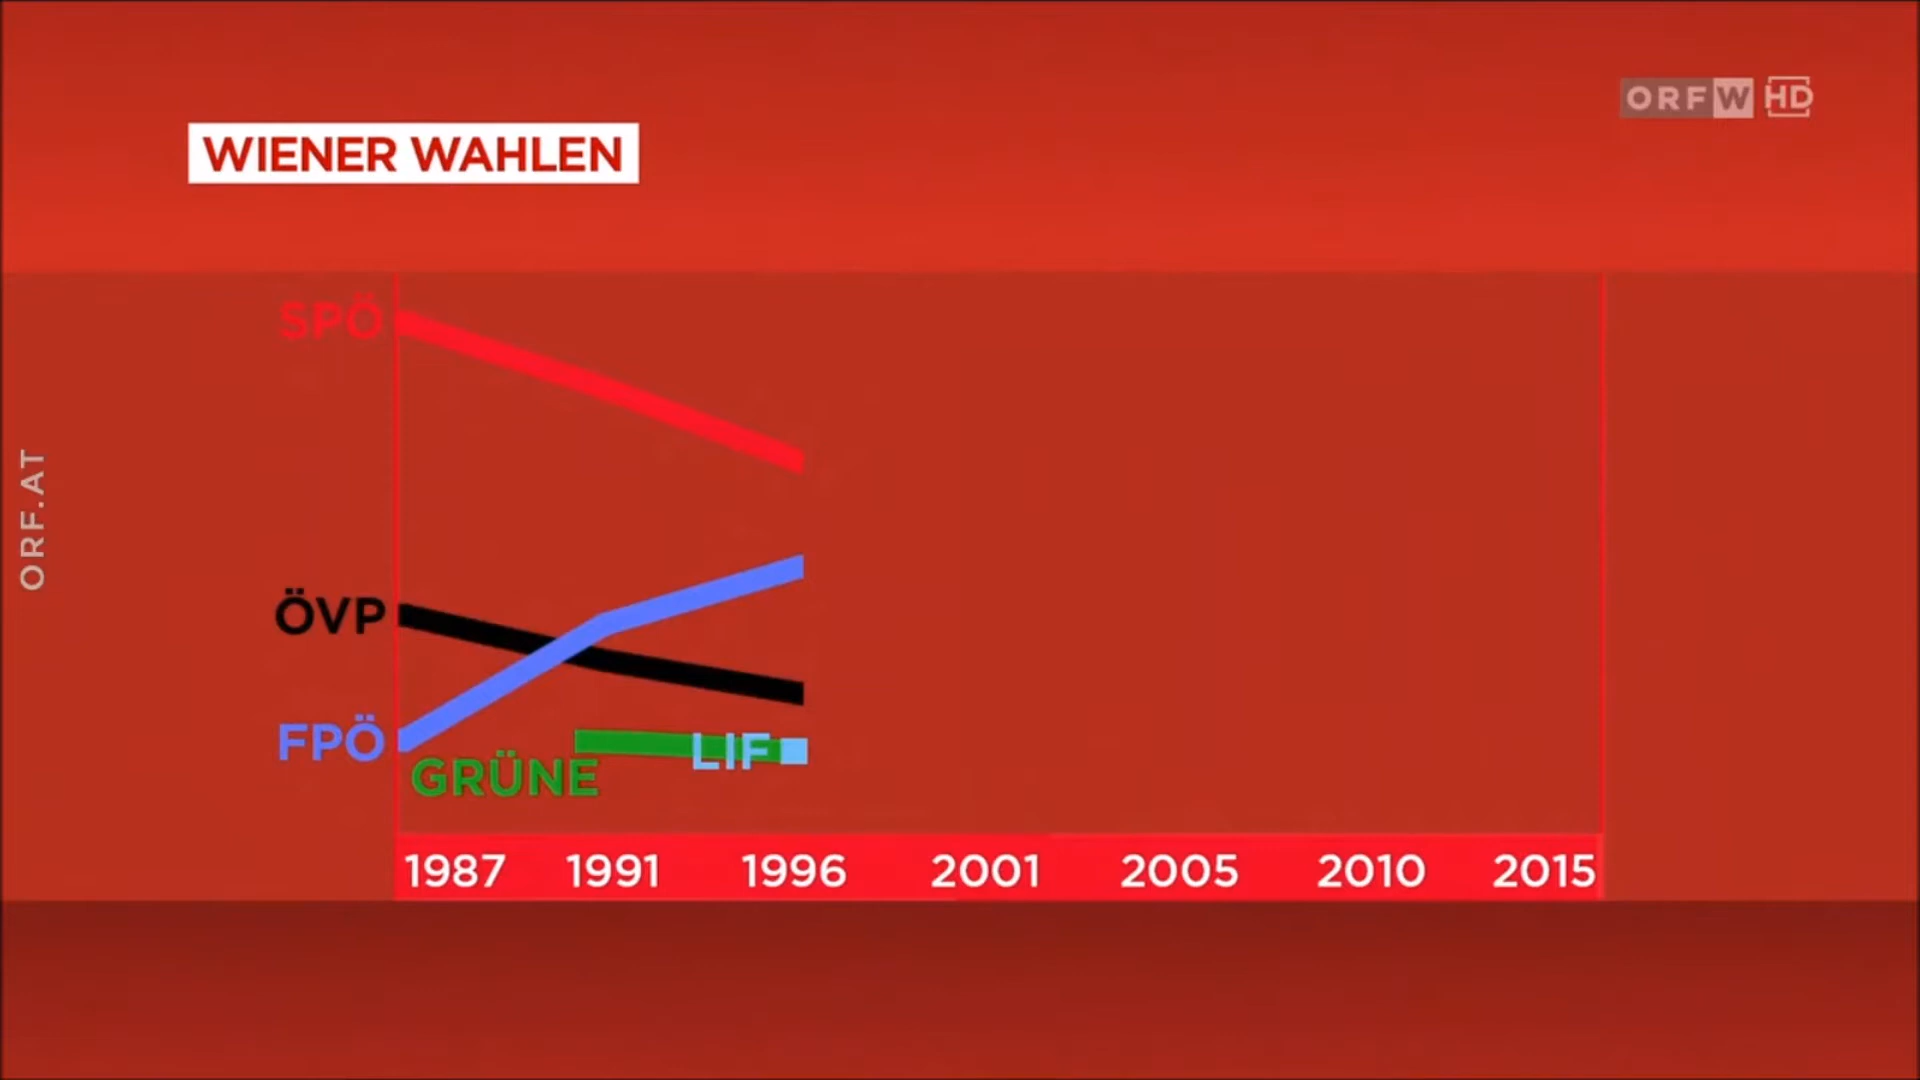 ORF W HD
WIENER WAHLEN
SPÖ
ORF.AT
ÖVP
FPÖ
LIF
GRÜNE
1987 1991 1996 2001 2005 2010 2015